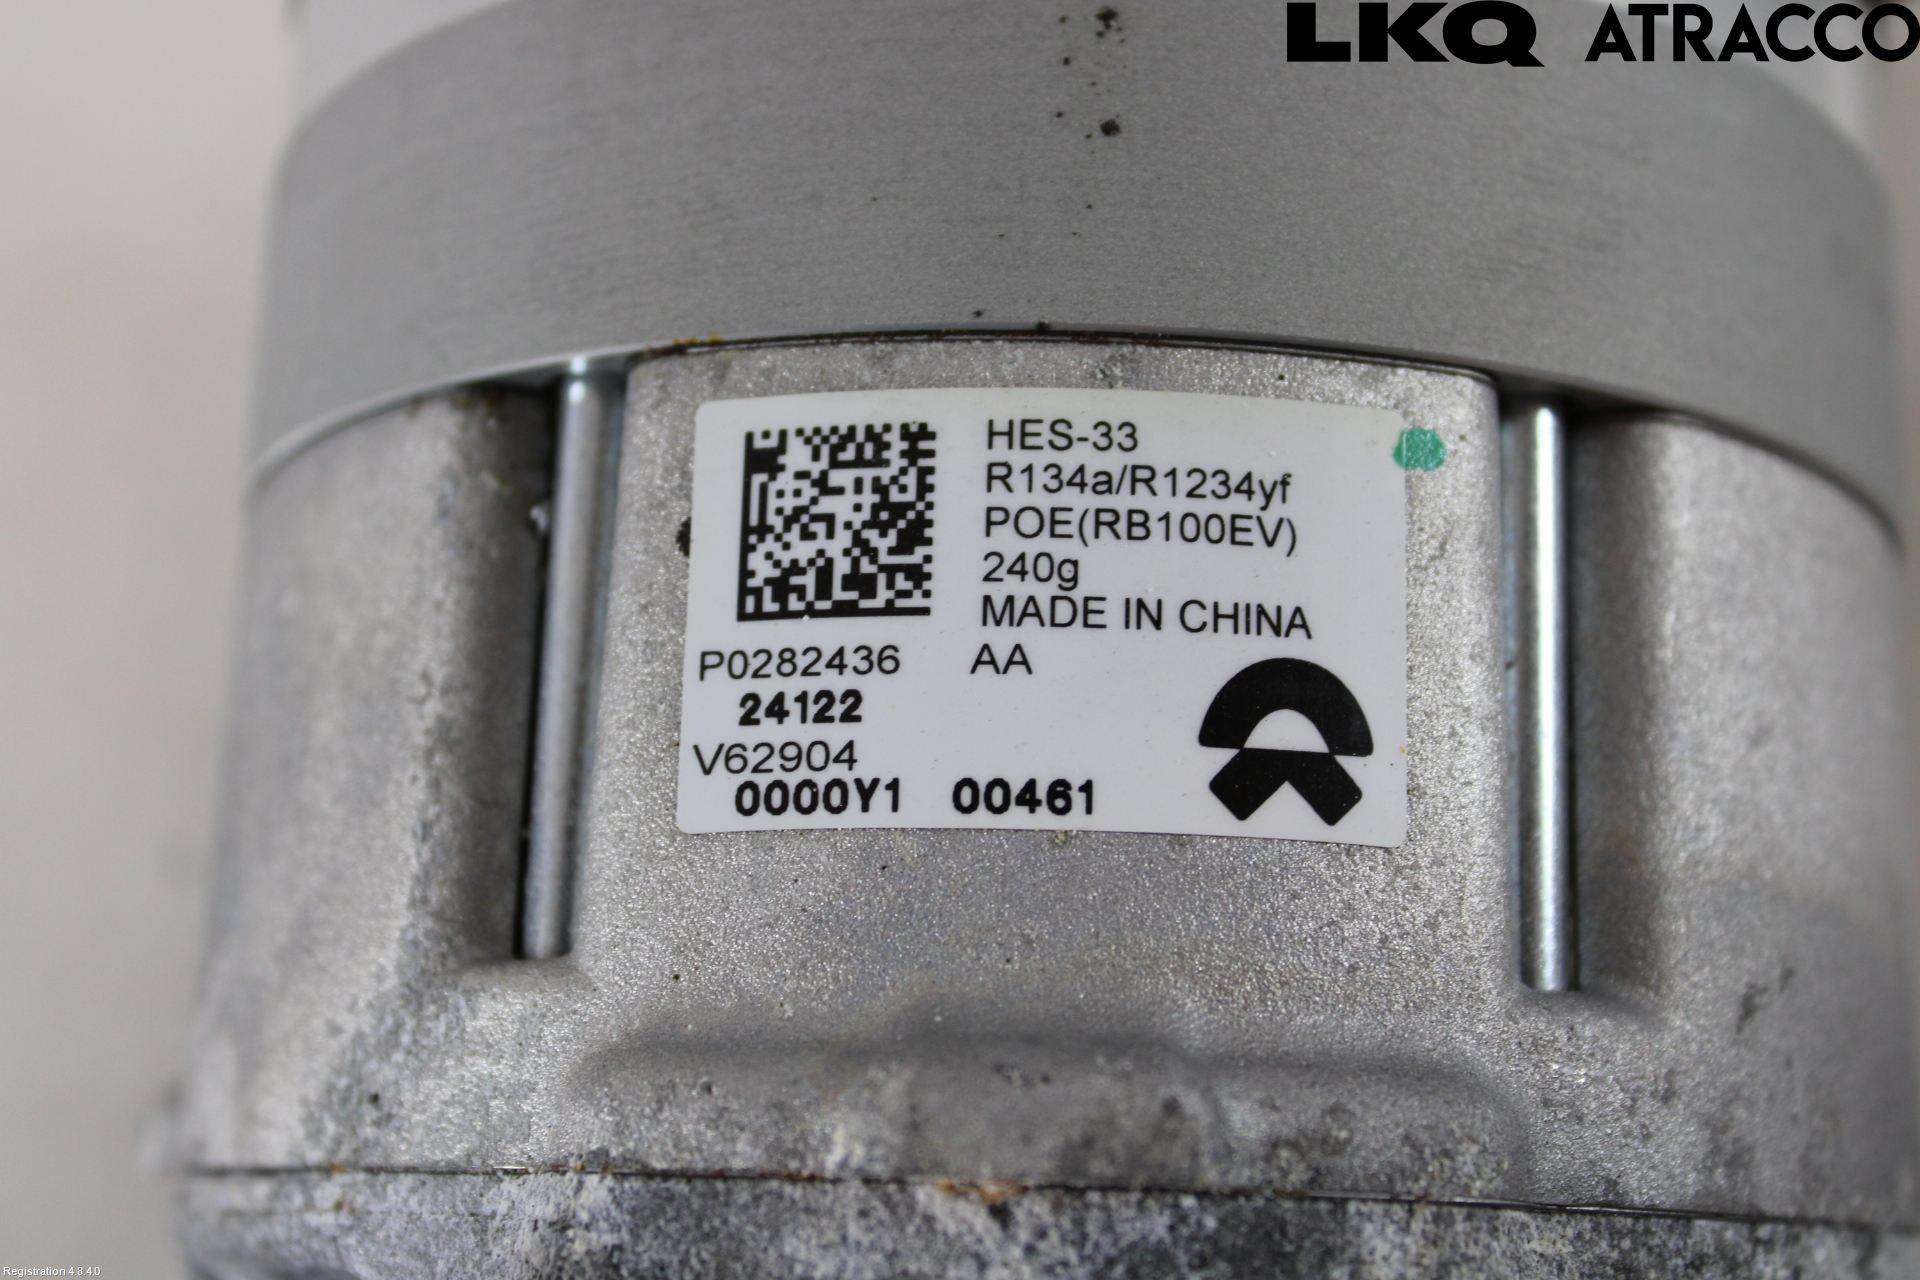 LKQ ATRACCO
HES-33
R134a/R1234yf
POE(RB100EV)
240g
MADE IN CHINA
P0282436 AA
24122
V62904
0000Y1 00461
Registration 4.8.4.0